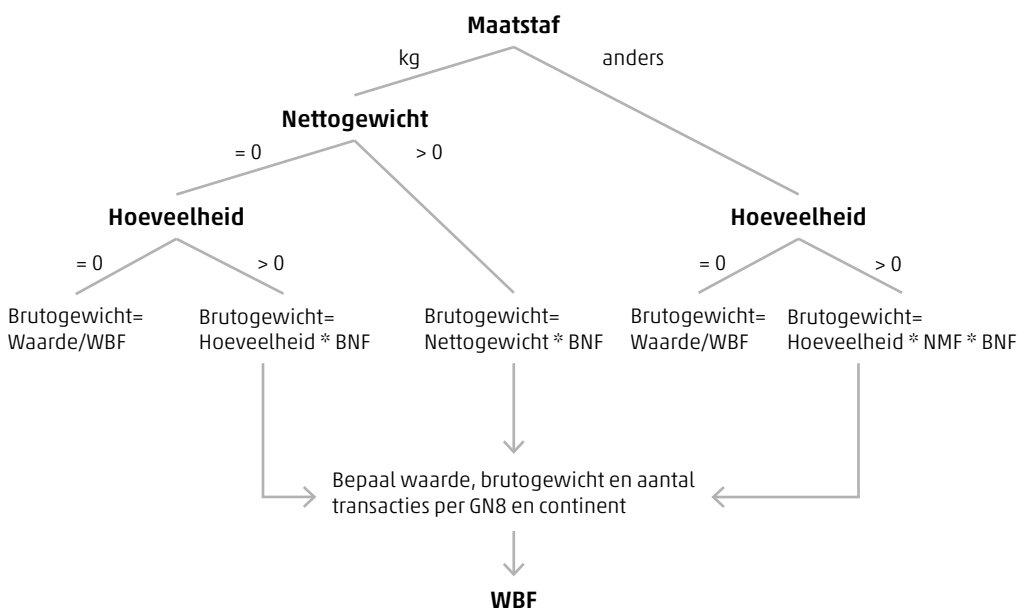 Maatstaf
kg
anders
Nettogewicht
= 0
> 0
Hoeveelheid
Hoeveelheid
= 0
> 0
= 0
> 0
Brutogewicht=
Waarde/WBF
Brutogewicht=
Hoeveelheid * BNF
Brutogewicht=
Nettogewicht * BNF
Brutogewicht=
Waarde/WBF
Brutogewicht=
Hoeveelheid * NMF * BNF
Bepaal waarde, brutogewicht en aantal
transacties per GN8 en continent
WBF